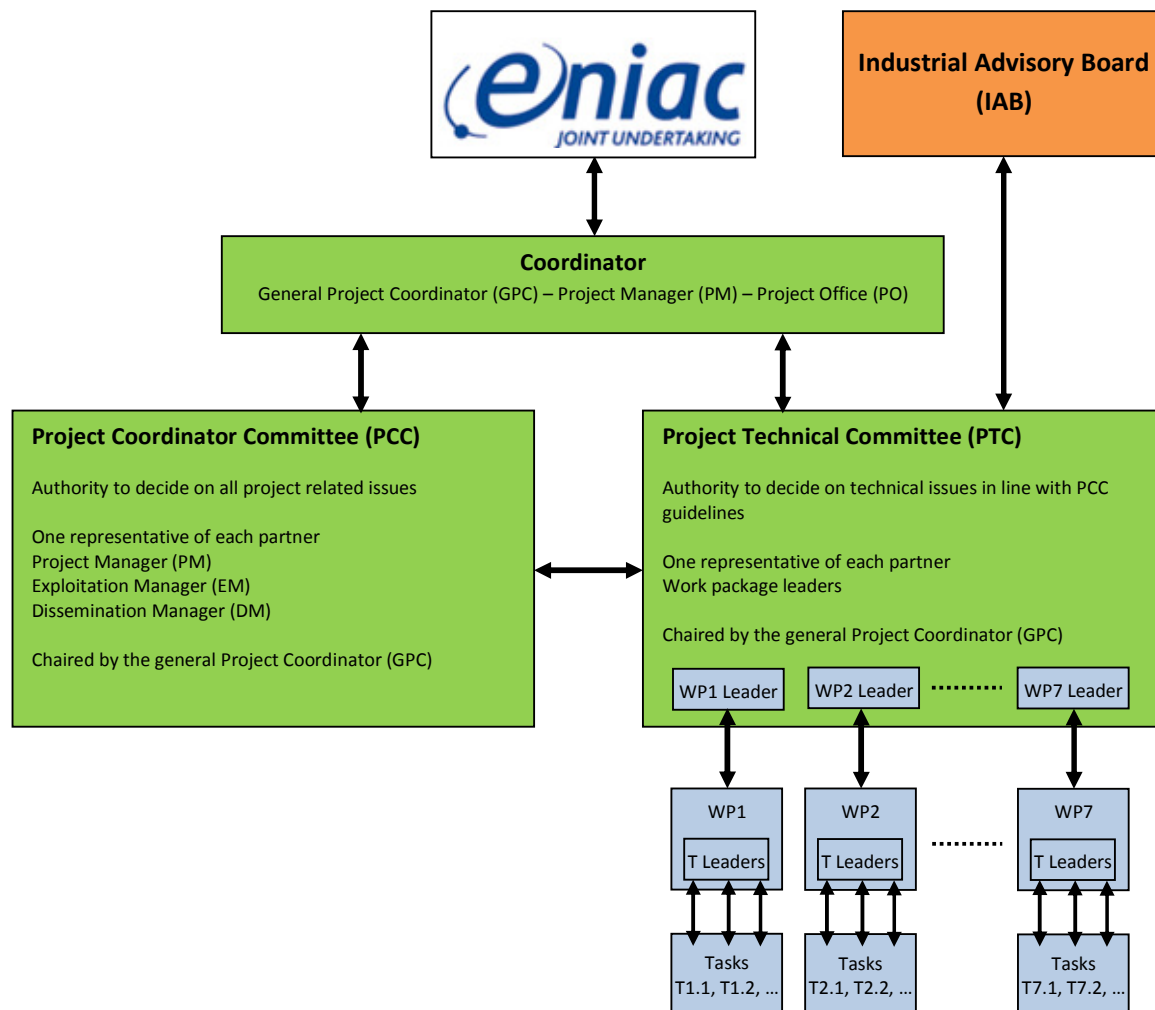 eniac
JOINT UNDERTAKING
Industrial Advisory Board
(IAB)
Coordinator
General Project Coordinator (GPC) – Project Manager (PM) – Project Office (PO)
Project Coordinator Committee (PCC)
Authority to decide on all project related issues
One representative of each partner
Project Manager (PM)
Exploitation Manager (EM)
Dissemination Manager (DM)
Chaired by the general Project Coordinator (GPC)
Project Technical Committee (PTC)
Authority to decide on technical issues in line with PCC
guidelines
One representative of each partner
Work package leaders
Chaired by the general Project Coordinator (GPC)
WP1 Leader
WP2 Leader
WP7 Leader
WP1
T Leaders
WP2
T Leaders
WP7
T Leaders
Tasks
T1.1, T1.2, ...
Tasks
T2.1, T2.2, ...
Tasks
T7.1, T7.2, ...